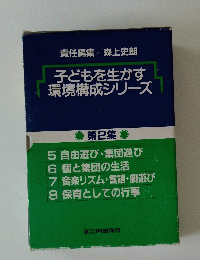 責任編集・森上史朗
子どもを生かす
環境構成シリーズ
第2集
5 自由遊び・集団遊び
6 個と集団の生活
7 音楽リズム・言語・劇遊び
8 保育としての行事